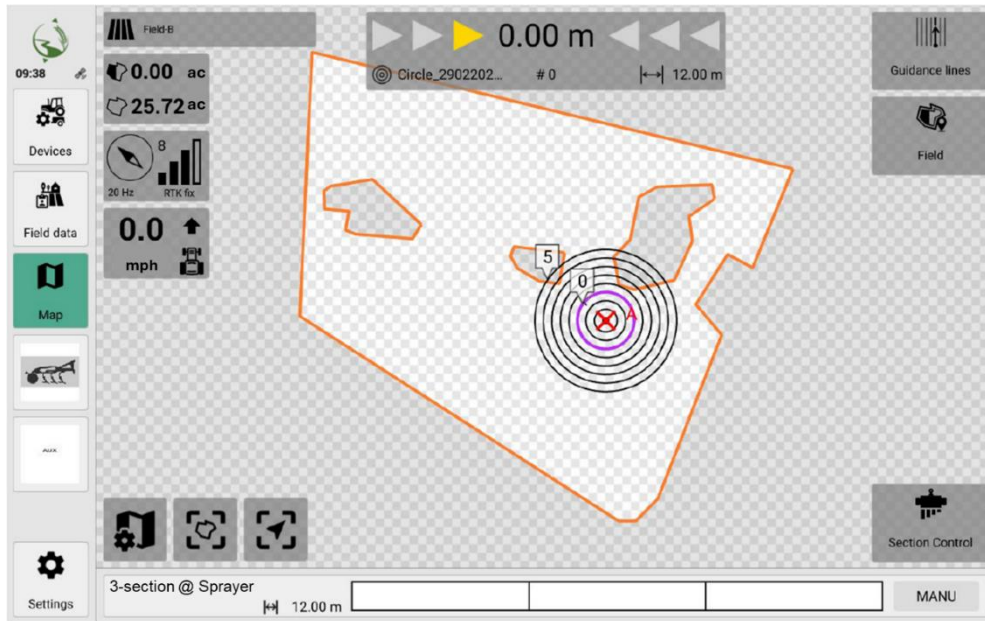 09:38
Devices
Field data
Map
AUX
Settings
Field-B
0.00 ac
25.72 ac
8
20 Hz RTK fix
0.0
mph
0.00 m
Circle_2902202... # 0 12.00 m
Guidance lines
Field
5
0
A
Section Control
3-section @ Sprayer
12.00 m
MANU